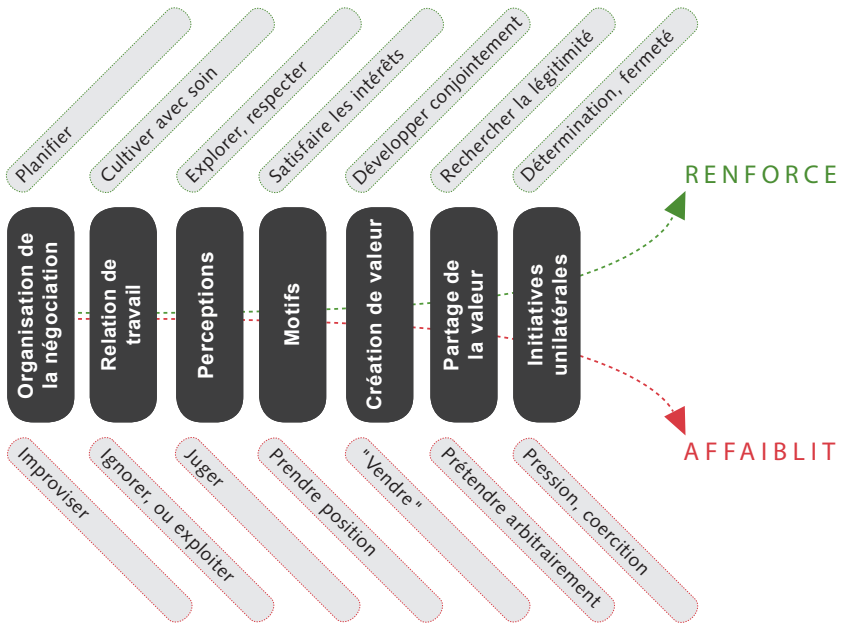 Planifier
Cultiver avec soin
Explorer, respecter
Satisfaire les intérêts
Développer conjointement
Rechercher la légitimité
Détermination, fermeté
RENFORCE
Organisation de
la négociation
Relation de
travail
Perceptions
Motifs
Création de valeur
Partage de
la valeur
Initiatives
unilatérales
AFFAIBLIT
Improviser
Ignorer, ou exploiter
Juger
Prendre position
"Vendre"
Prétendre arbitrairement
Pression, coercition